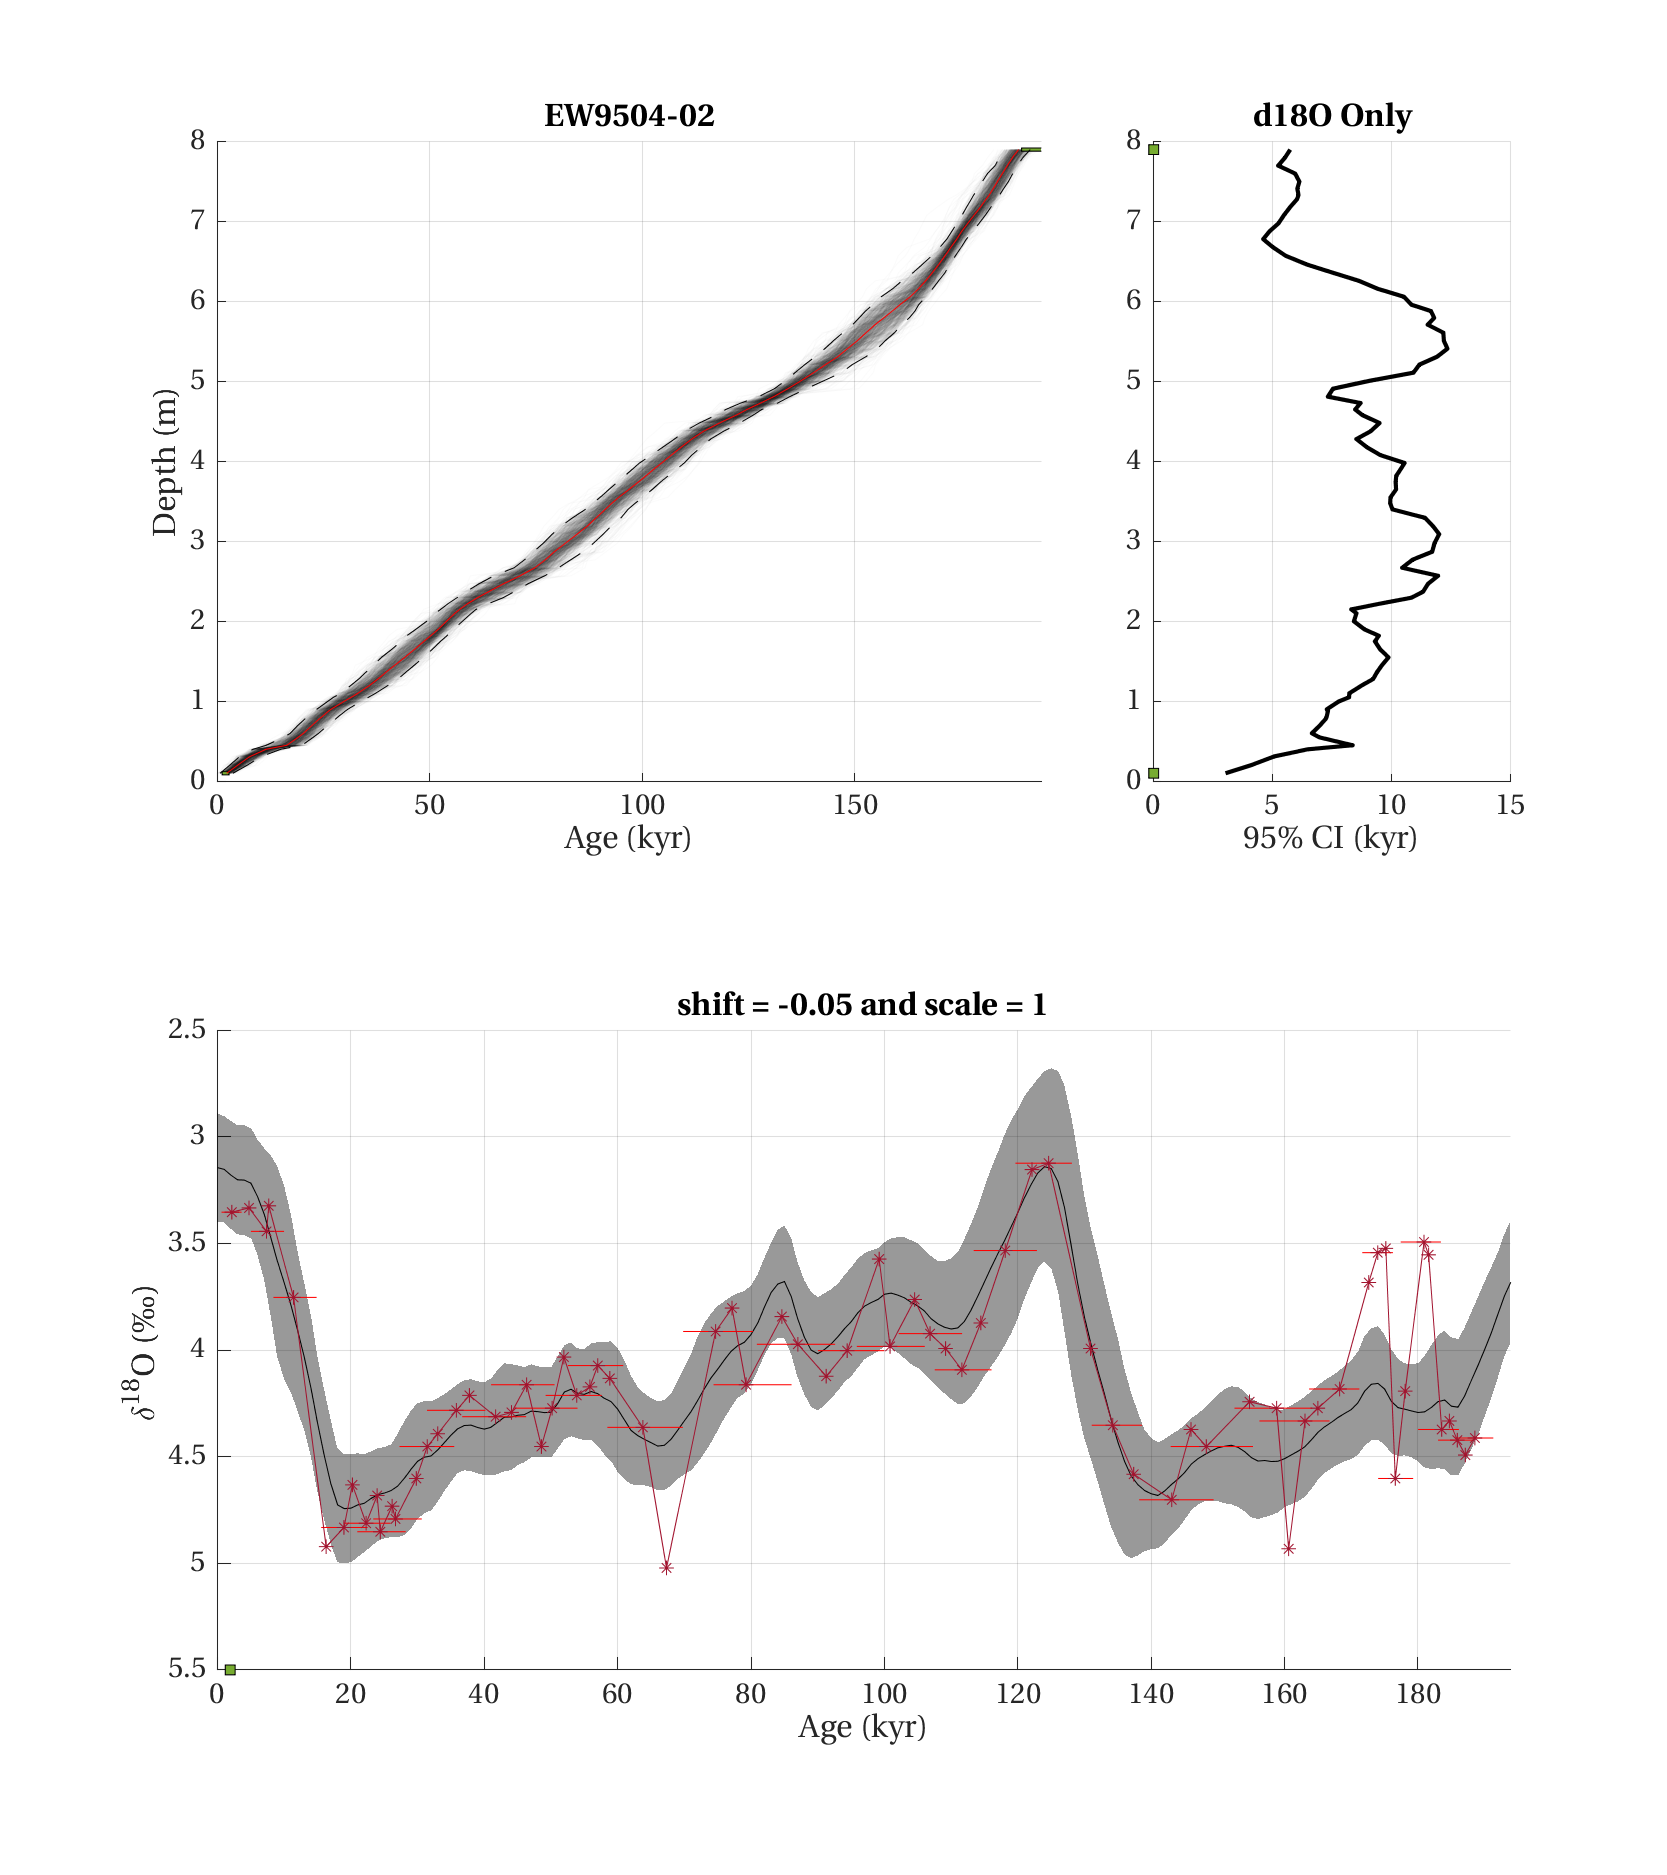 EW9504-02
d18O Only
8
7
6
5
4
3
2
1
0
Depth (m)
0 50 100 150
Age (kyr)
8
7
6
5
4
3
2
1
0
0 5 10 15
95% CI (kyr)
shift = -0.05 and scale = 1
2.5
3
3.5
4
4.5
5
5.5
δ¹⁸O (‰)
0 20 40 60 80 100 120 140 160 180
Age (kyr)